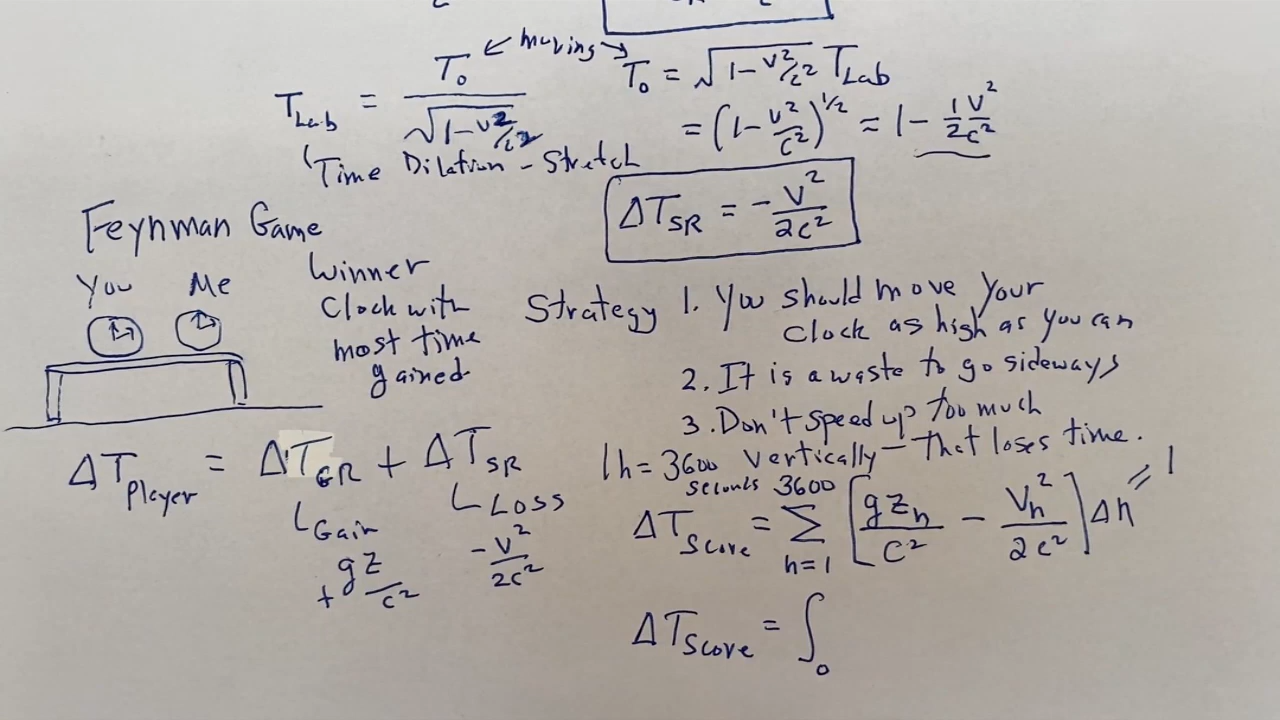 T₀ ← moving → T₀ = √(1 - v²/c²) T_Lab
T_Lab = T₀ / √(1 - v²/c²)
= (1 - v²/c²)^1/2 = 1 - 1/2 v²/c²
Time Dilation - Stretch
ΔT_SR = - v²/2c²
Feynman Game
You Me
Winner
Clock with
most time
gained
Strategy 1. You should move your
clock as high as you can
2. It is a waste to go sideways
3. Don't speed up too much
vertically - that loses time.
1h = 3600
seconds
ΔT_Player = ΔT_GR + ΔT_SR
Gain
Loss
+ gz/c²
- v²/2c²
ΔT_Score = Σ_{n=1}^{3600} [gz_n/c² - v_n²/2c²] Δn = 1
ΔT_Score = ∫₀